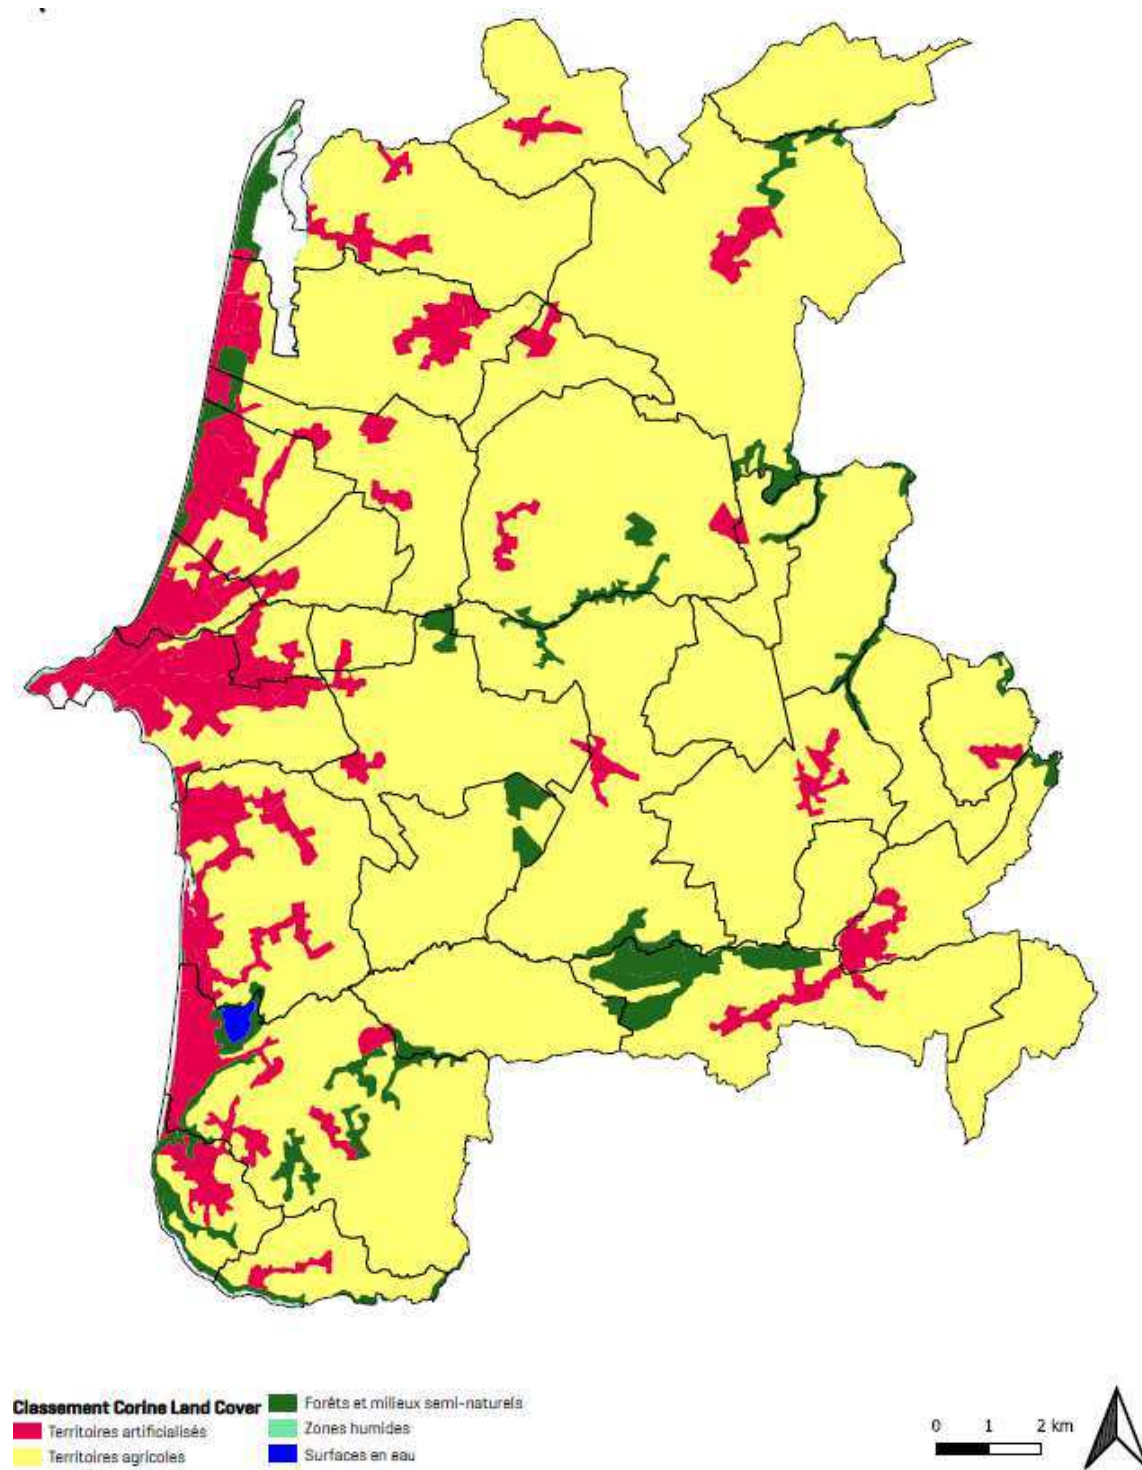 Classement Corine Land Cover
Territoires artificialisés
Territoires agricoles
Forêts et milieux semi-naturels
Zones humides
Surfaces en eau
0 1 2 km